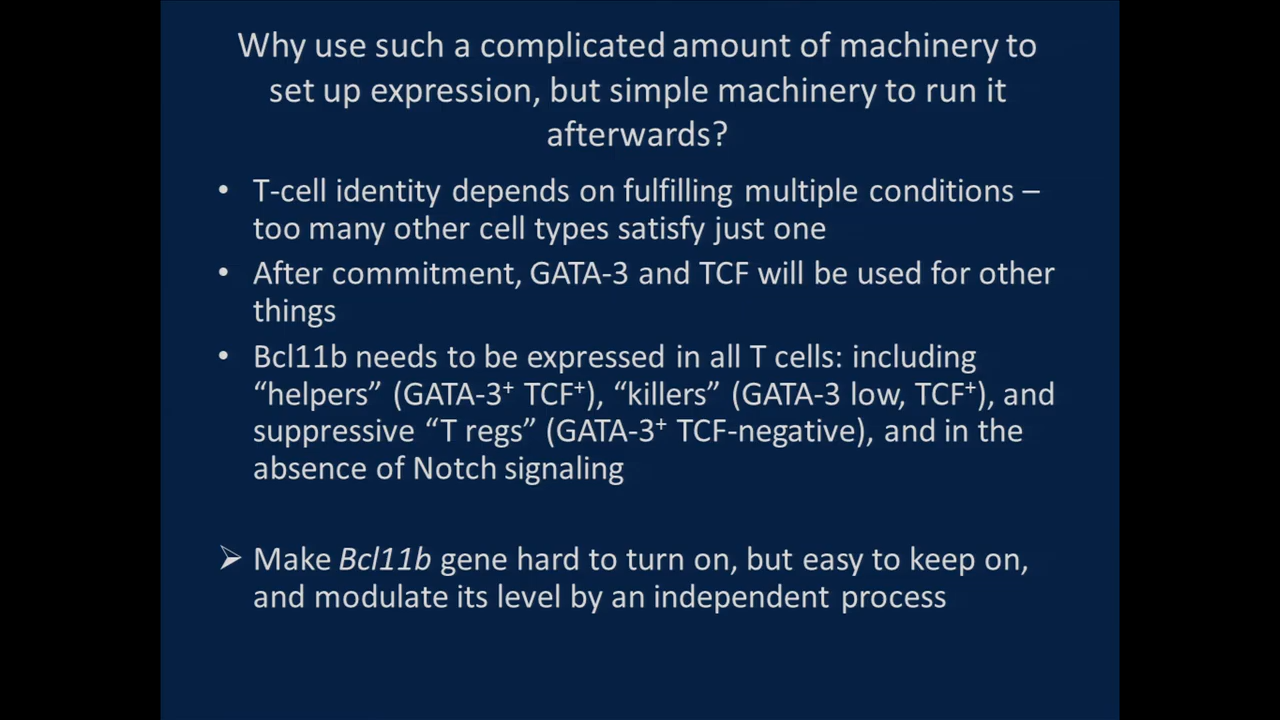 Why use such a complicated amount of machinery to
set up expression, but simple machinery to run it
afterwards?
• T-cell identity depends on fulfilling multiple conditions –
too many other cell types satisfy just one
• After commitment, GATA-3 and TCF will be used for other
things
• Bcl11b needs to be expressed in all T cells: including
“helpers” (GATA-3⁺ TCF⁺), “killers” (GATA-3 low, TCF⁺), and
suppressive “T regs” (GATA-3⁺ TCF-negative), and in the
absence of Notch signaling
➢ Make Bcl11b gene hard to turn on, but easy to keep on,
and modulate its level by an independent process